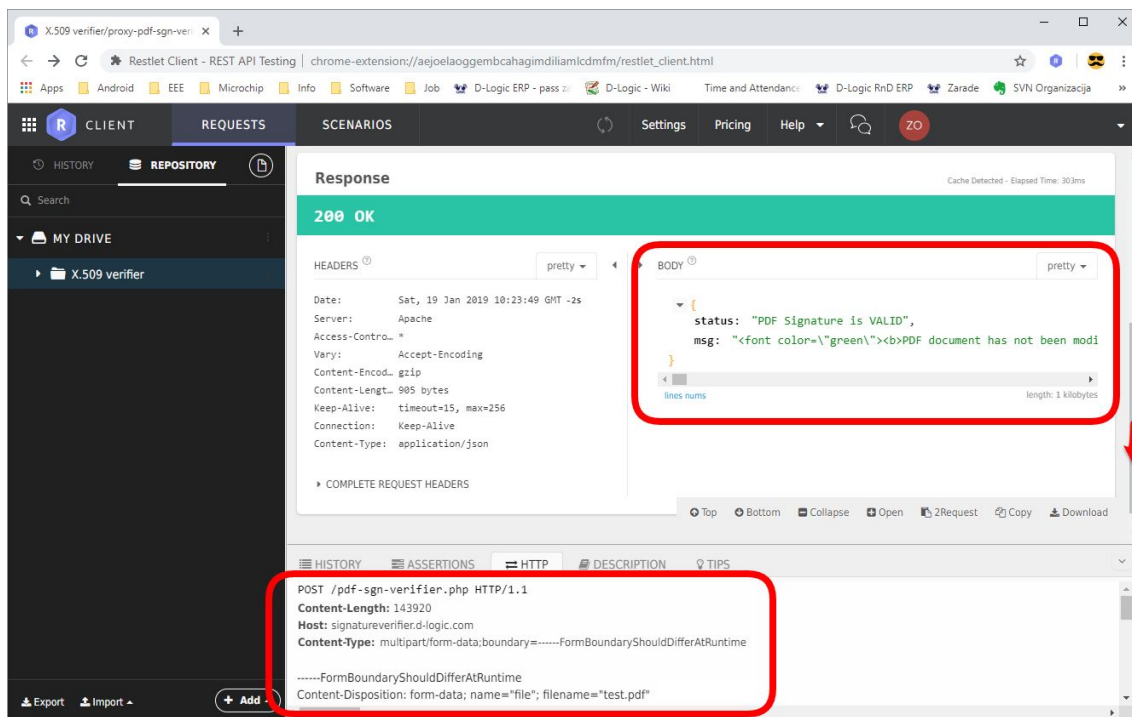 X.509 verifier/proxy-pdf-sgn-veri
Restlet Client - REST API Testing | chrome-extension://aejoelaoggembcahagimdiliamlcdmfm/restlet_client.html
Apps Android EEE Microchip Info Software Job D-Logic ERP - pass za D-Logic - Wiki Time and Attendance D-Logic RnD ERP Zarade SVN Organizacija »
R CLIENT REQUESTS SCENARIOS Settings Pricing Help ZO
HISTORY REPOSITORY
Search
MY DRIVE
X.509 verifier
Response Cache Detected - Elapsed Time: 303ms
200 OK
HEADERS pretty BODY pretty
Date: Sat, 19 Jan 2019 10:23:49 GMT -2s
Server: Apache
Access-Contro… *
Vary: Accept-Encoding
Content-Encod… gzip
Content-Lengt… 905 bytes
Keep-Alive: timeout=15, max=256
Connection: Keep-Alive
Content-Type: application/json
COMPLETE REQUEST HEADERS
{
status: "PDF Signature is VALID",
msg: "<font color=\"green\"><b>PDF document has not been modi
}
lines nums length: 1 kilobytes
Top Bottom Collapse Open 2Request Copy Download
HISTORY ASSERTIONS HTTP DESCRIPTION TIPS
POST /pdf-sgn-verifier.php HTTP/1.1
Content-Length: 143920
Host: signatureverifier.d-logic.com
Content-Type: multipart/form-data;boundary=------FormBoundaryShouldDifferAtRuntime
------FormBoundaryShouldDifferAtRuntime
Content-Disposition: form-data; name="file"; filename="test.pdf"
Export Import + Add